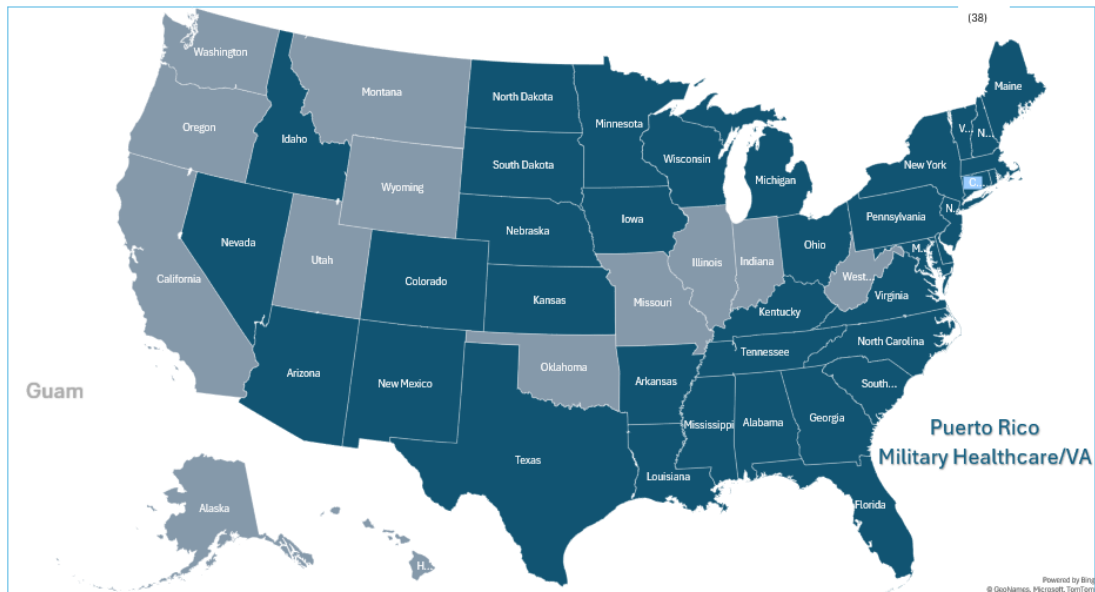 (38)
Washington
Montana
North Dakota
Minnesota
Maine
Oregon
Idaho
V...
N...
Wisconsin
New York
South Dakota
Michigan
Wyoming
C...
Iowa
N...
Pennsylvania
Nebraska
Nevada
Ohio
M...
Utah
Illinois
Indiana
West...
California
Colorado
Virginia
Kansas
Missouri
Kentucky
North Carolina
Tennessee
Oklahoma
Arizona
New Mexico
Arkansas
South...
Guam
Mississippi
Alabama
Georgia
Puerto Rico
Military Healthcare/VA
Texas
Louisiana
Florida
Alaska
H...
Powered by Bing
© GeoNames, Microsoft, TomTom